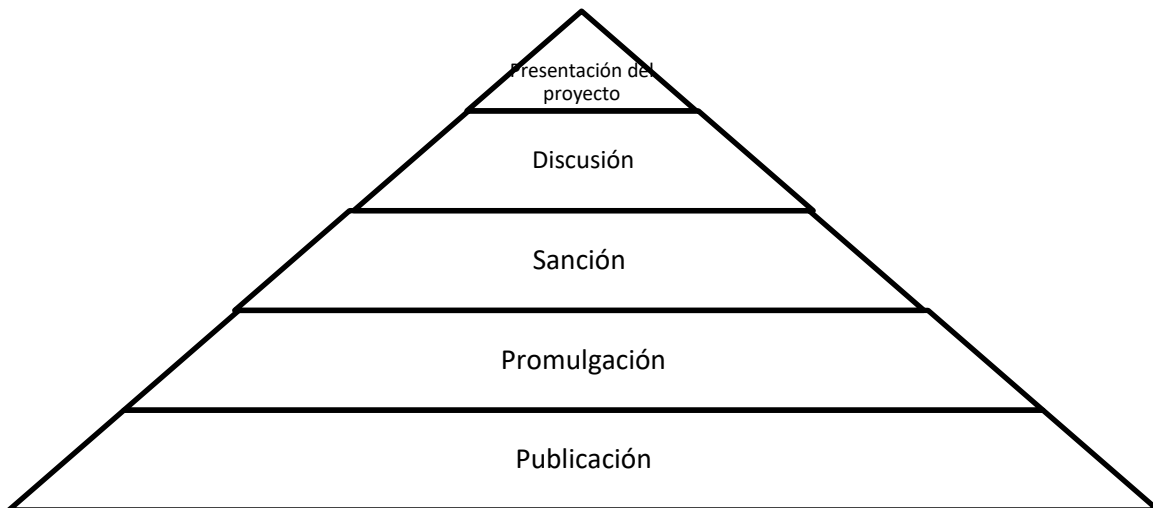 Presentación del
proyecto
Discusión
Sanción
Promulgación
Publicación